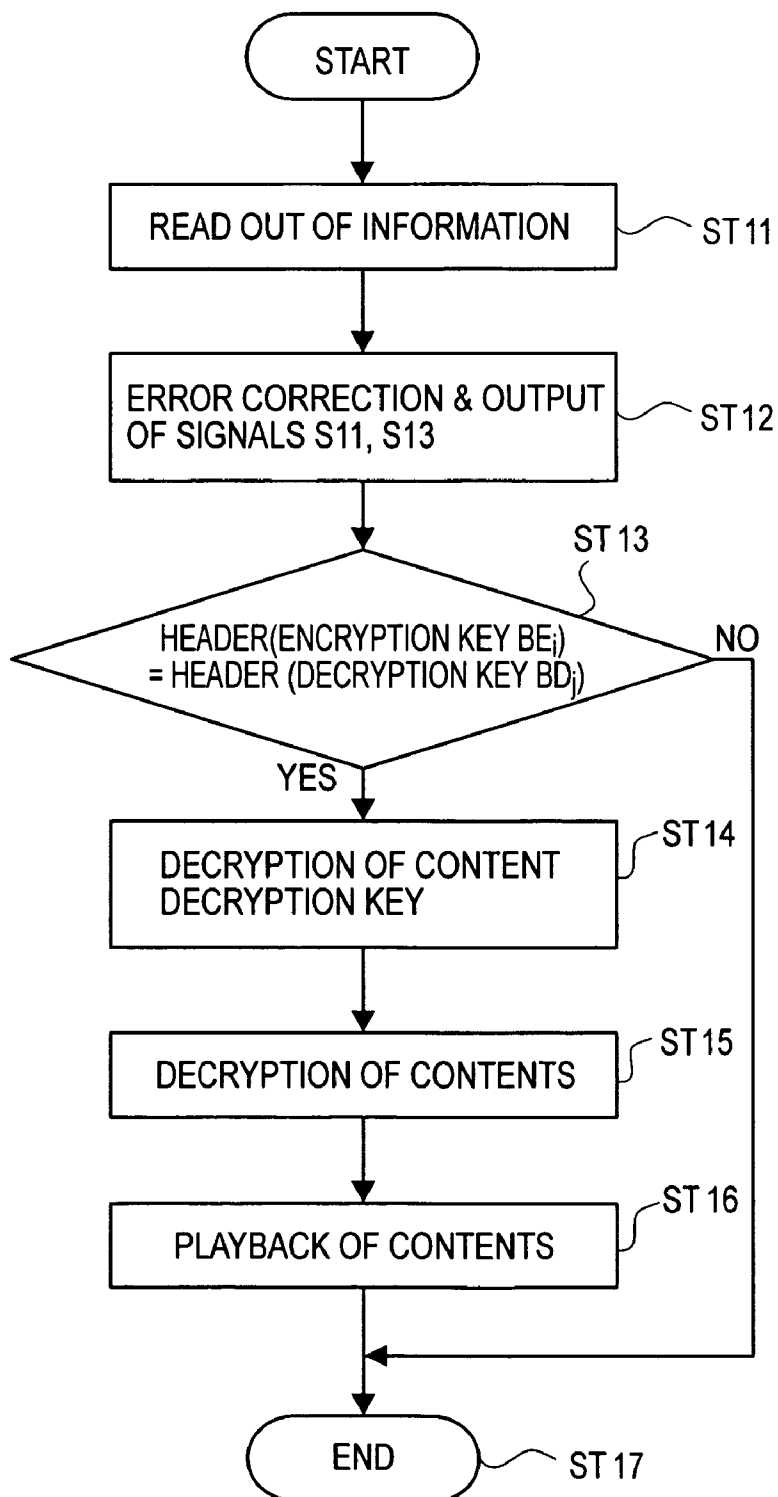 START
READ OUT OF INFORMATION
ST11
ERROR CORRECTION & OUTPUT
OF SIGNALS S11, S13
ST12
ST13
HEADER(ENCRYPTION KEY BEi)
= HEADER (DECRYPTION KEY BDj)
NO
YES
DECRYPTION OF CONTENT
DECRYPTION KEY
ST14
DECRYPTION OF CONTENTS
ST15
PLAYBACK OF CONTENTS
ST16
END
ST17